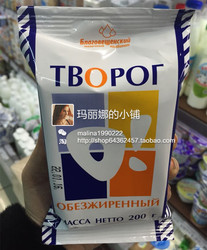 Благовещенский
ТВОРОГ
玛丽娜的小铺
malina1990222
http://shop64362457.taobao.com
ОБЕЗЖИРЕННЫЙ
МАССА НЕТТО 200 г